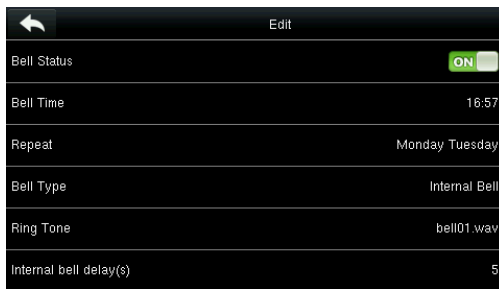 Edit
Bell Status ON
Bell Time 16:57
Repeat Monday Tuesday
Bell Type Internal Bell
Ring Tone bell01.wav
Internal bell delay(s) 5